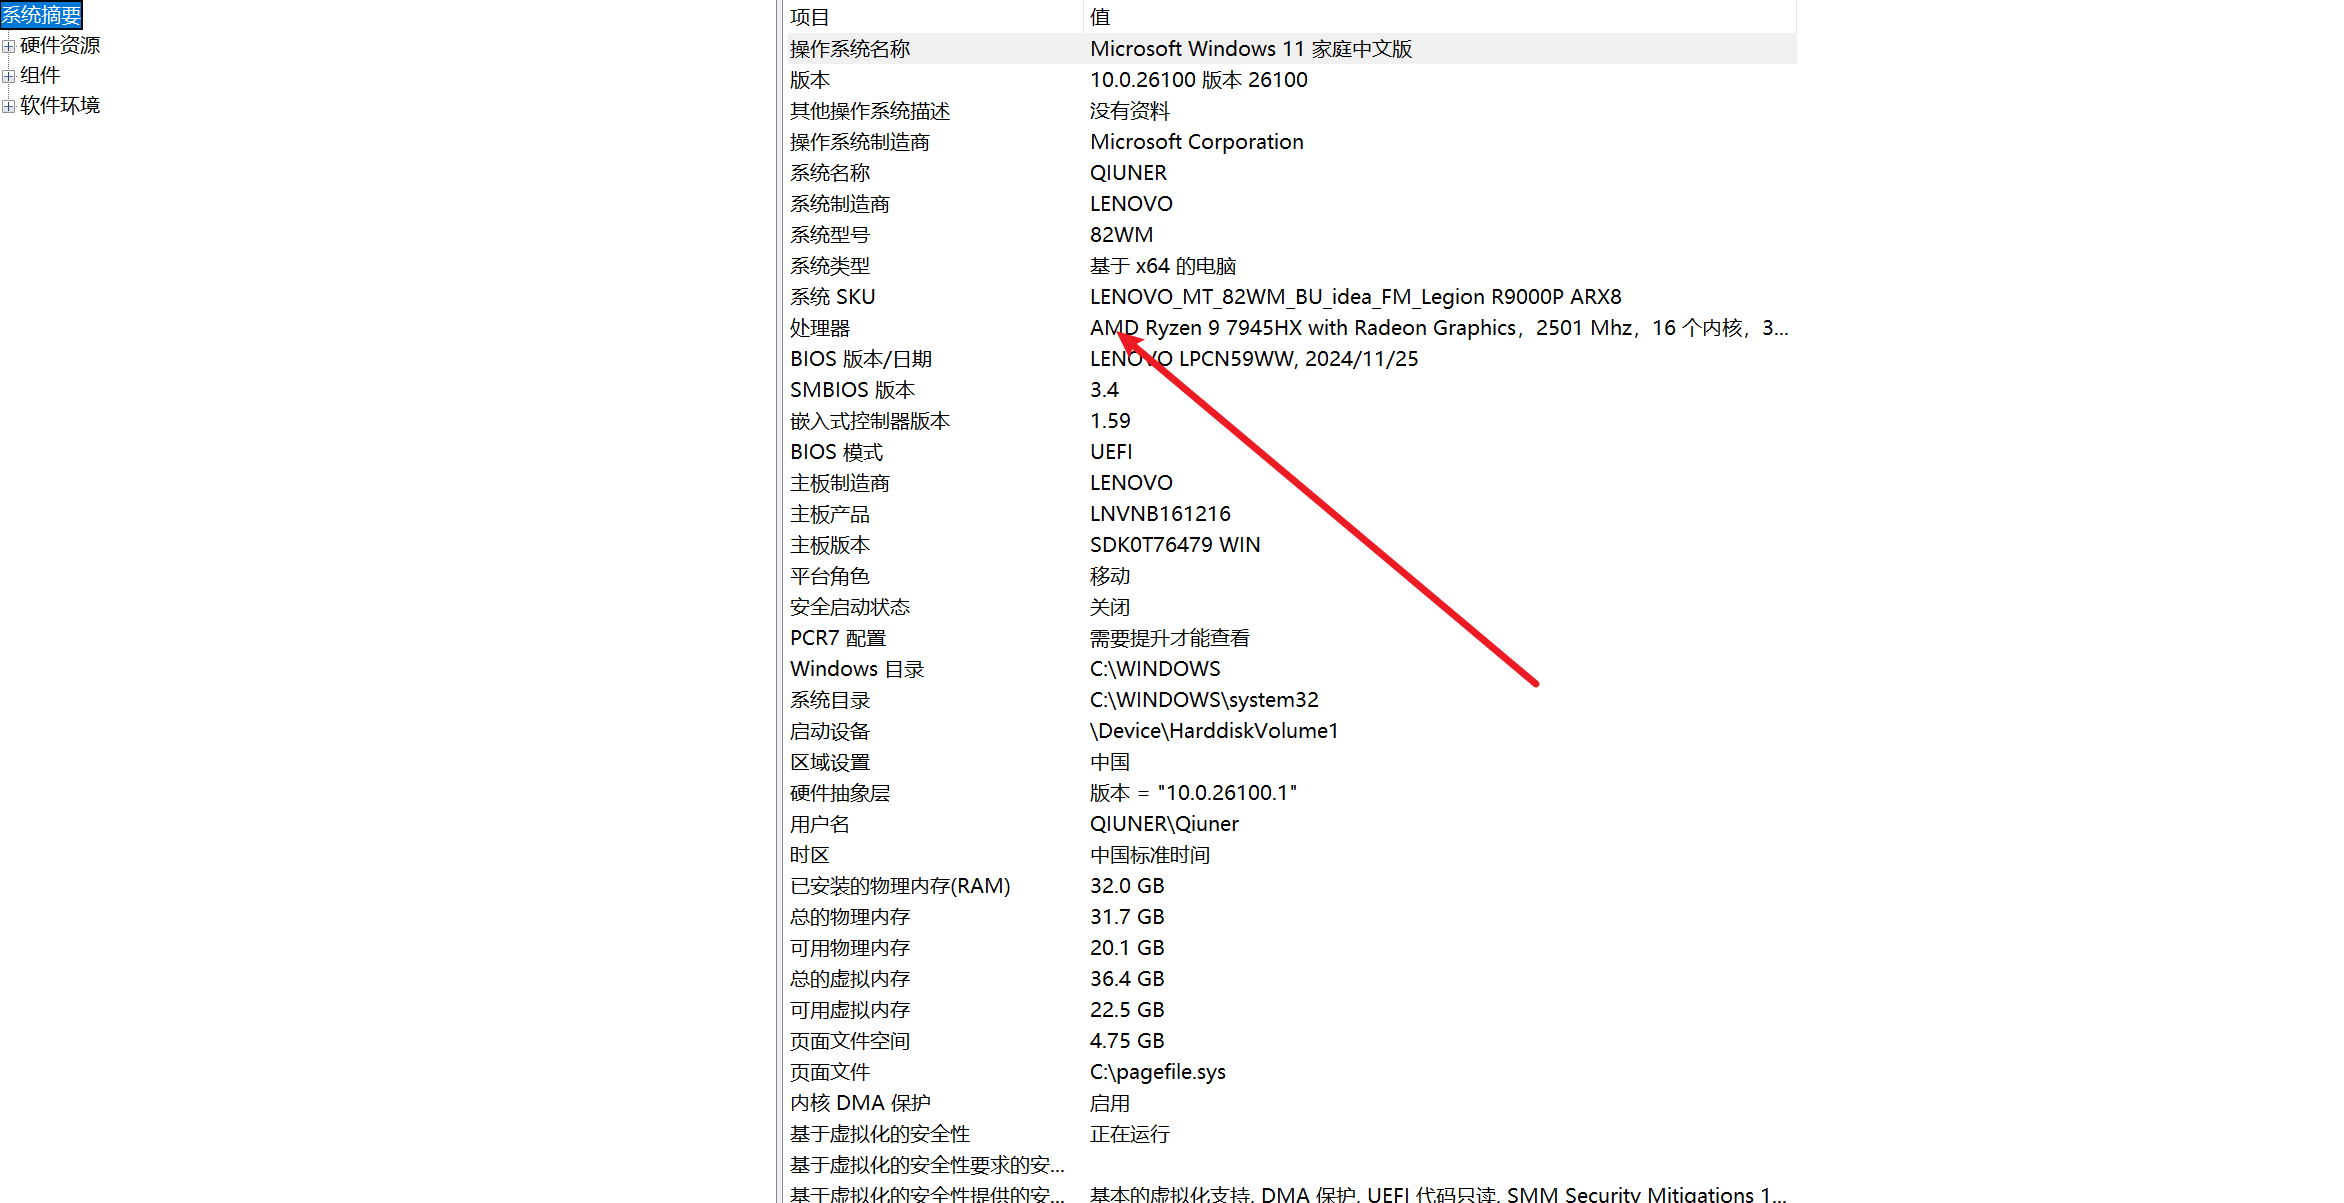 系统摘要
硬件资源
组件
软件环境
项目 值
操作系统名称 Microsoft Windows 11 家庭中文版
版本 10.0.26100 版本 26100
其他操作系统描述 没有资料
操作系统制造商 Microsoft Corporation
系统名称 QIUNER
系统制造商 LENOVO
系统型号 82WM
系统类型 基于 x64 的电脑
系统 SKU LENOVO_MT_82WM_BU_idea_FM_Legion R9000P ARX8
处理器 AMD Ryzen 9 7945HX with Radeon Graphics，2501 Mhz，16 个内核，3...
BIOS 版本/日期 LENOVO LPCN59WW, 2024/11/25
SMBIOS 版本 3.4
嵌入式控制器版本 1.59
BIOS 模式 UEFI
主板制造商 LENOVO
主板产品 LNVNB161216
主板版本 SDK0T76479 WIN
平台角色 移动
安全启动状态 关闭
PCR7 配置 需要提升才能查看
Windows 目录 C:\WINDOWS
系统目录 C:\WINDOWS\system32
启动设备 \Device\HarddiskVolume1
区域设置 中国
硬件抽象层 版本 = "10.0.26100.1"
用户名 QIUNER\Qiuner
时区 中国标准时间
已安装的物理内存(RAM) 32.0 GB
总的物理内存 31.7 GB
可用物理内存 20.1 GB
总的虚拟内存 36.4 GB
可用虚拟内存 22.5 GB
页面文件空间 4.75 GB
页面文件 C:\pagefile.sys
内核 DMA 保护 启用
基于虚拟化的安全性 正在运行
基于虚拟化的安全性要求的安...
基于虚拟化的安全性提供的安... 基本的虚拟化支持, DMA 保护, UEFI 代码只读, SMM Security Mitigations 1...